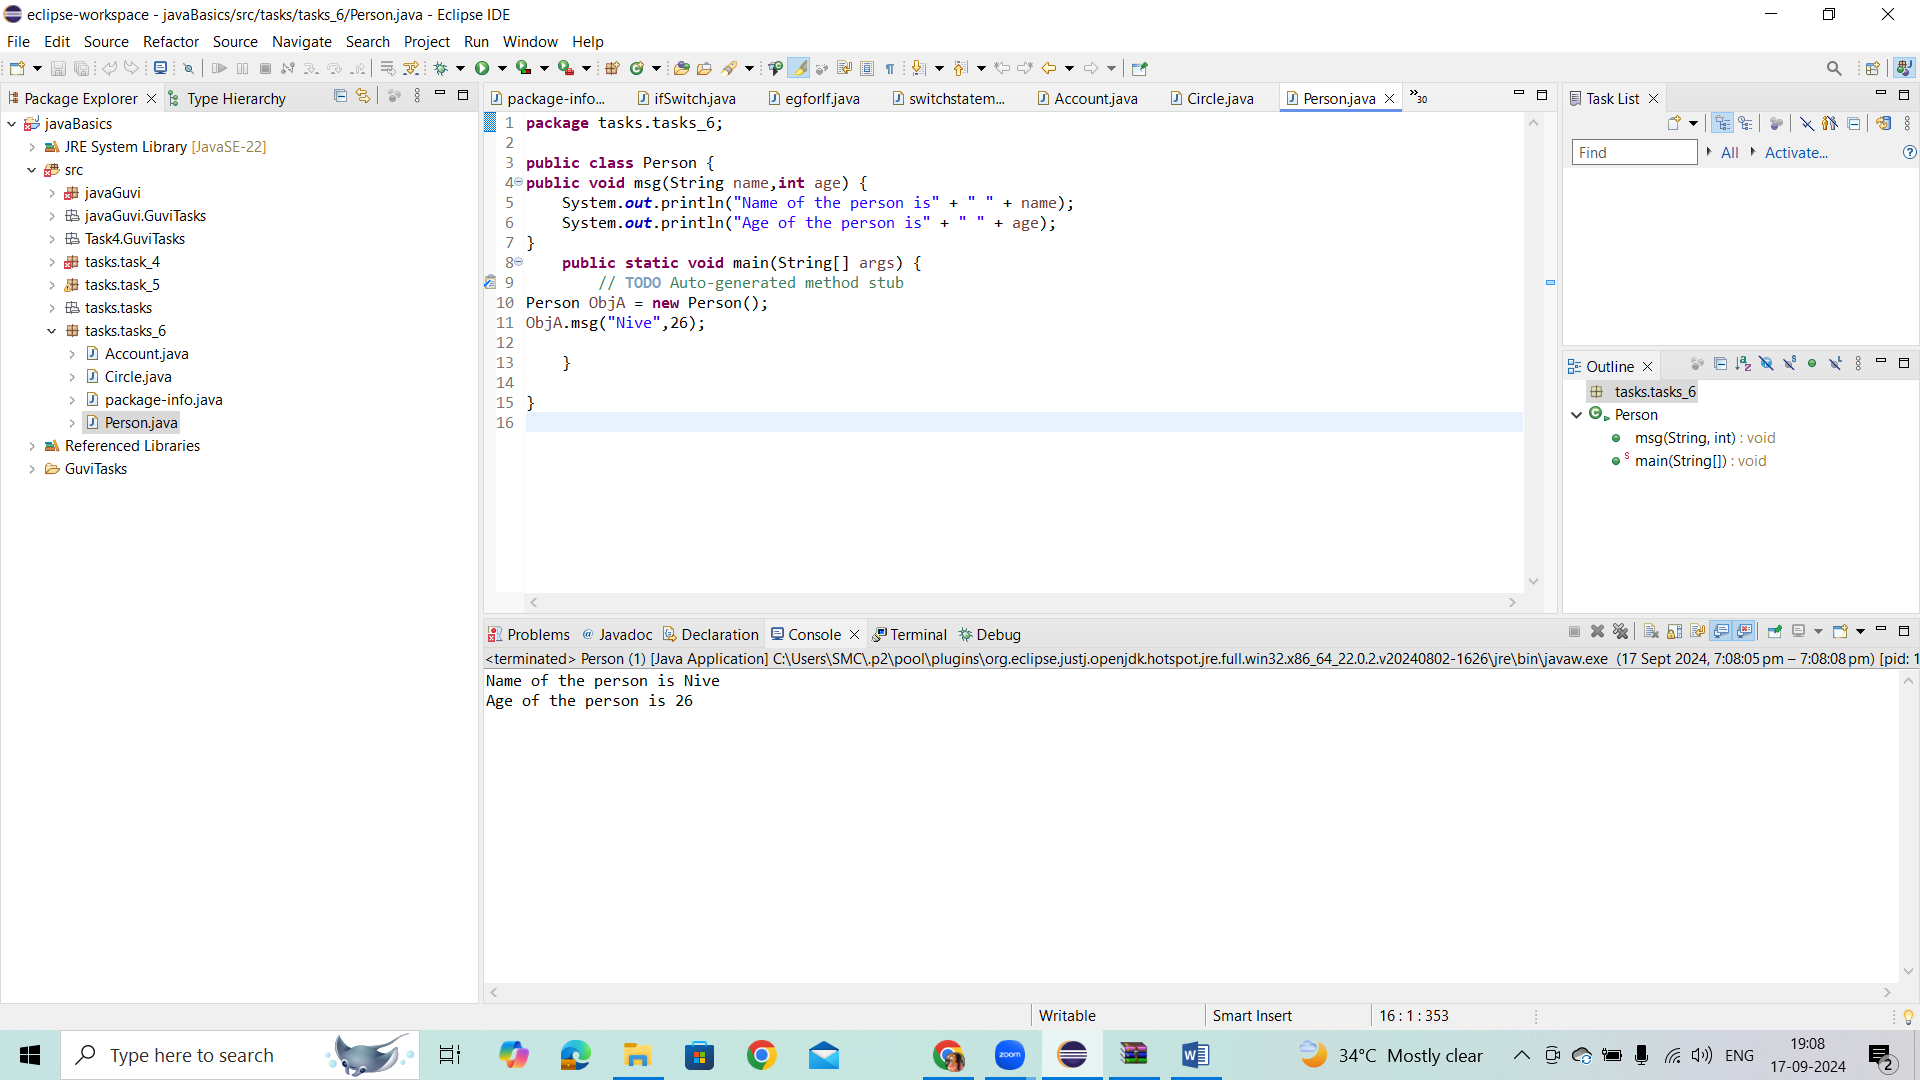 eclipse-workspace - javaBasics/src/tasks/tasks_6/Person.java - Eclipse IDE
File Edit Source Refactor Source Navigate Search Project Run Window Help
Package Explorer Type Hierarchy
javaBasics
JRE System Library [JavaSE-22]
src
javaGuvi
javaGuvi.GuviTasks
Task4.GuviTasks
tasks.task_4
tasks.task_5
tasks.tasks
tasks.tasks_6
Account.java
Circle.java
package-info.java
Person.java
Referenced Libraries
GuviTasks
package-info... ifSwitch.java egforIf.java switchstatem... Account.java Circle.java Person.java »30
1 package tasks.tasks_6;
2
3 public class Person {
4 public void msg(String name,int age) {
5 System.out.println("Name of the person is" + " " + name);
6 System.out.println("Age of the person is" + " " + age);
7 }
8 public static void main(String[] args) {
9 // TODO Auto-generated method stub
10 Person ObjA = new Person();
11 ObjA.msg("Nive",26);
12
13 }
14
15 }
16
Task List
Find All Activate...
Outline
tasks.tasks_6
Person
msg(String, int) : void
main(String[]) : void
Problems Javadoc Declaration Console Terminal Debug
<terminated> Person (1) [Java Application] C:\Users\SMC\.p2\pool\plugins\org.eclipse.justj.openjdk.hotspot.jre.full.win32.x86_64_22.0.2.v20240802-1626\jre\bin\javaw.exe (17 Sept 2024, 7:08:05 pm – 7:08:08 pm) [pid: 1
Name of the person is Nive
Age of the person is 26
Writable Smart Insert 16 : 1 : 353
Type here to search
zoom
34°C Mostly clear
ENG
19:08
17-09-2024
2